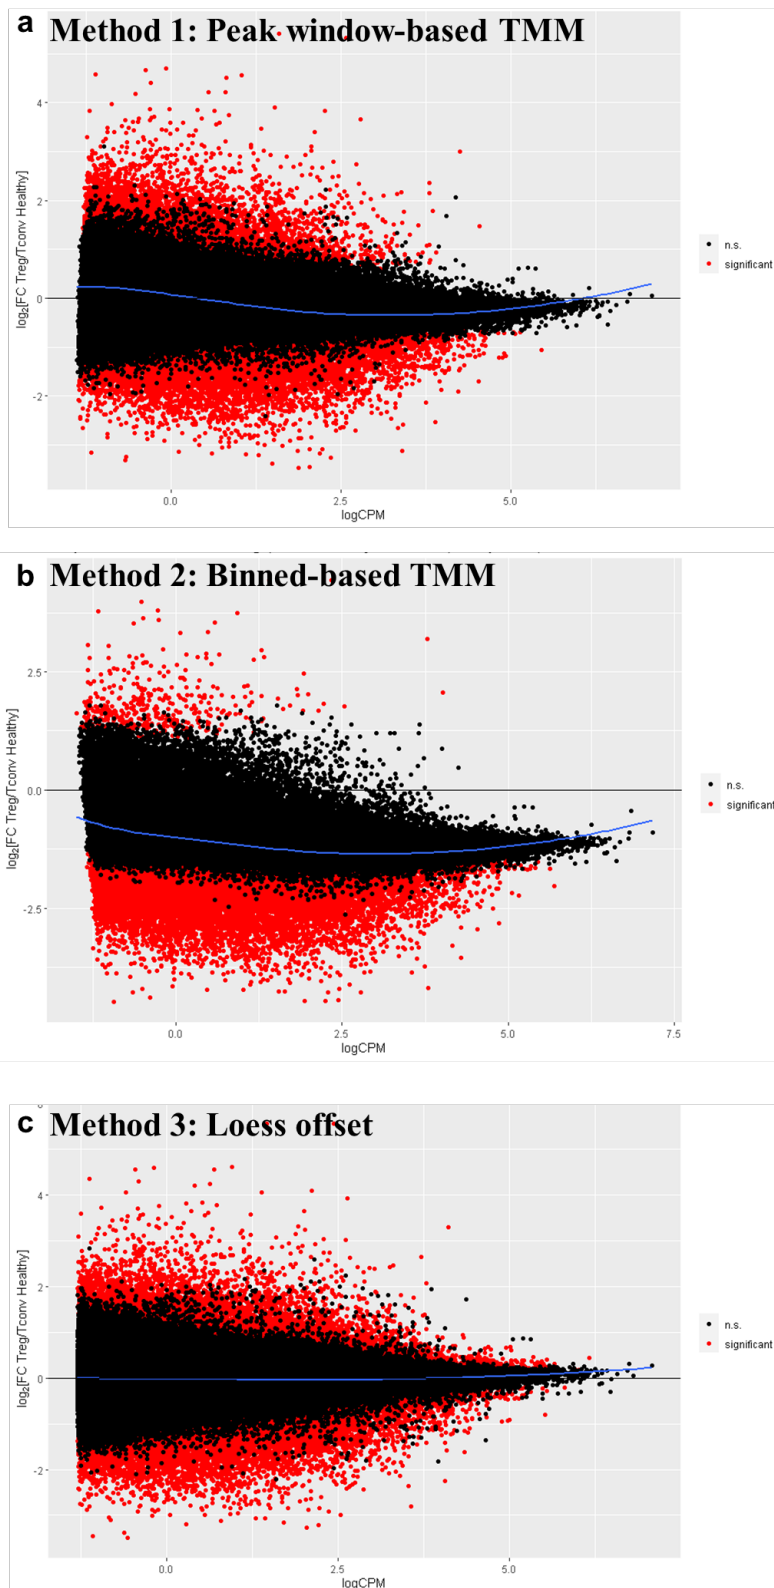 a Method 1: Peak window-based TMM
4
2
0
-2
log2[FC Treg/Tconv Healthy]
n.s.
significant
0.0 2.5 5.0
logCPM
b Method 2: Binned-based TMM
2.5
0.0
-2.5
log2[FC Treg/Tconv Healthy]
n.s.
significant
0.0 2.5 5.0 7.5
logCPM
c Method 3: Loess offset
4
2
0
-2
log2[FC Treg/Tconv Healthy]
n.s.
significant
0.0 2.5 5.0
logCPM